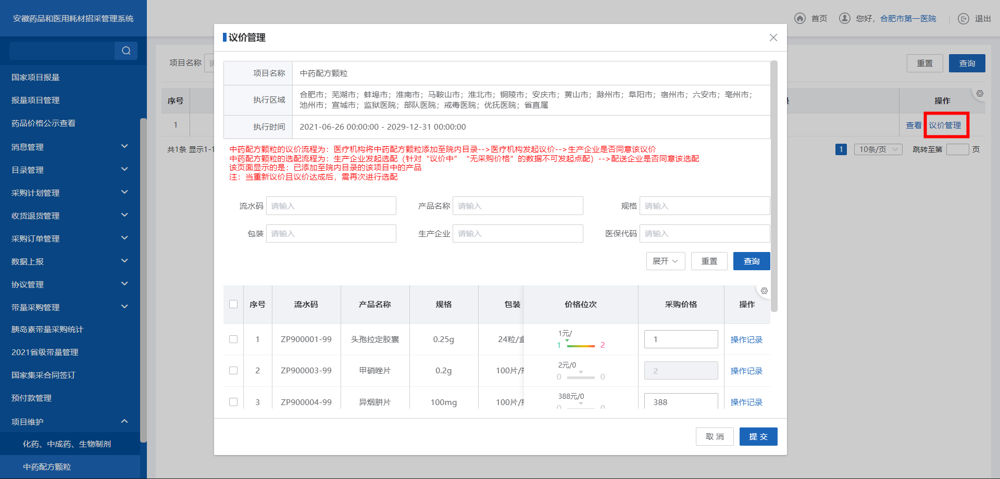 安徽药品和医用耗材招采管理系统
首页
您好，合肥市第一医院
退出
国家项目报量
报量项目管理
药品价格公示查看
消息管理
目录管理
采购计划管理
收货退货管理
采购订单管理
数据上报
协议管理
带量采购管理
胰岛素带量采购统计
2021省级带量管理
国家集采合同签订
预付款管理
项目维护
化药、中成药、生物制剂
中药配方颗粒
项目名称
重置
查询
序号
操作
1
查看
议价管理
共1条 显示1-1
1
10条/页
跳转至第
页
议价管理
项目名称
中药配方颗粒
执行区域
合肥市；芜湖市；蚌埠市；淮南市；马鞍山市；淮北市；铜陵市；安庆市；黄山市；滁州市；阜阳市；宿州市；六安市；亳州市；
池州市；宣城市；监狱医院；部队医院；戒毒医院；优抚医院；省直属
执行时间
2021-06-26 00:00:00 - 2029-12-31 00:00:00
中药配方颗粒的议价流程为：医疗机构将中药配方颗粒添加至院内目录-->医疗机构发起议价-->生产企业是否同意该议价
中药配方颗粒的选配流程为：生产企业发起选配（针对“议价中” “无采购价格”的数据不可发起点配）-->配送企业是否同意该选配
该页面显示的是：已添加至院内目录的该项目中的产品
注：当重新议价且议价达成后，需再次进行选配
流水码 请输入 产品名称 请输入 规格 请输入
包装 请输入 生产企业 请输入 医保代码 请输入
展开 重置 查询
序号 流水码 产品名称 规格 包装 价格位次 采购价格 操作
1 ZP900001-99 头孢拉定胶囊 0.25g 24粒/盒 1元/ 1 2 1 操作记录
2 ZP900003-99 甲硝唑片 0.2g 100片/ 2元/0 0 0 2 操作记录
3 ZP900004-99 异烟肼片 100mg 100片/ 388元/0 0 0 388 操作记录
取 消
提 交